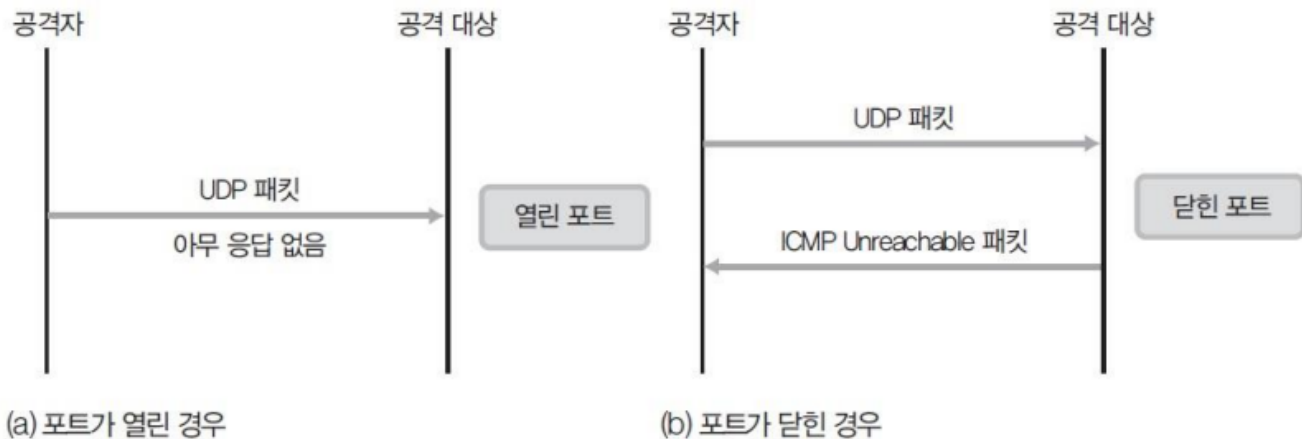 공격자
공격 대상
UDP 패킷
아무 응답 없음
열린 포트
(a) 포트가 열린 경우
공격자
공격 대상
UDP 패킷
ICMP Unreachable 패킷
닫힌 포트
(b) 포트가 닫힌 경우